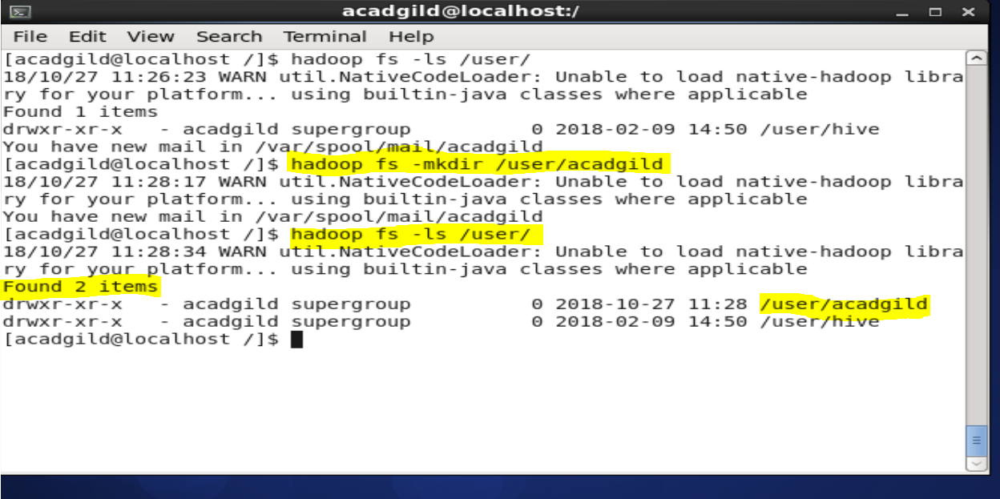 acadgild@localhost:/
File Edit View Search Terminal Help
[acadgild@localhost /]$ hadoop fs -ls /user/
18/10/27 11:26:23 WARN util.NativeCodeLoader: Unable to load native-hadoop libra
ry for your platform... using builtin-java classes where applicable
Found 1 items
drwxr-xr-x   - acadgild supergroup          0 2018-02-09 14:50 /user/hive
You have new mail in /var/spool/mail/acadgild
[acadgild@localhost /]$ hadoop fs -mkdir /user/acadgild
18/10/27 11:28:17 WARN util.NativeCodeLoader: Unable to load native-hadoop libra
ry for your platform... using builtin-java classes where applicable
You have new mail in /var/spool/mail/acadgild
[acadgild@localhost /]$ hadoop fs -ls /user/
18/10/27 11:28:34 WARN util.NativeCodeLoader: Unable to load native-hadoop libra
ry for your platform... using builtin-java classes where applicable
Found 2 items
drwxr-xr-x   - acadgild supergroup          0 2018-10-27 11:28 /user/acadgild
drwxr-xr-x   - acadgild supergroup          0 2018-02-09 14:50 /user/hive
[acadgild@localhost /]$